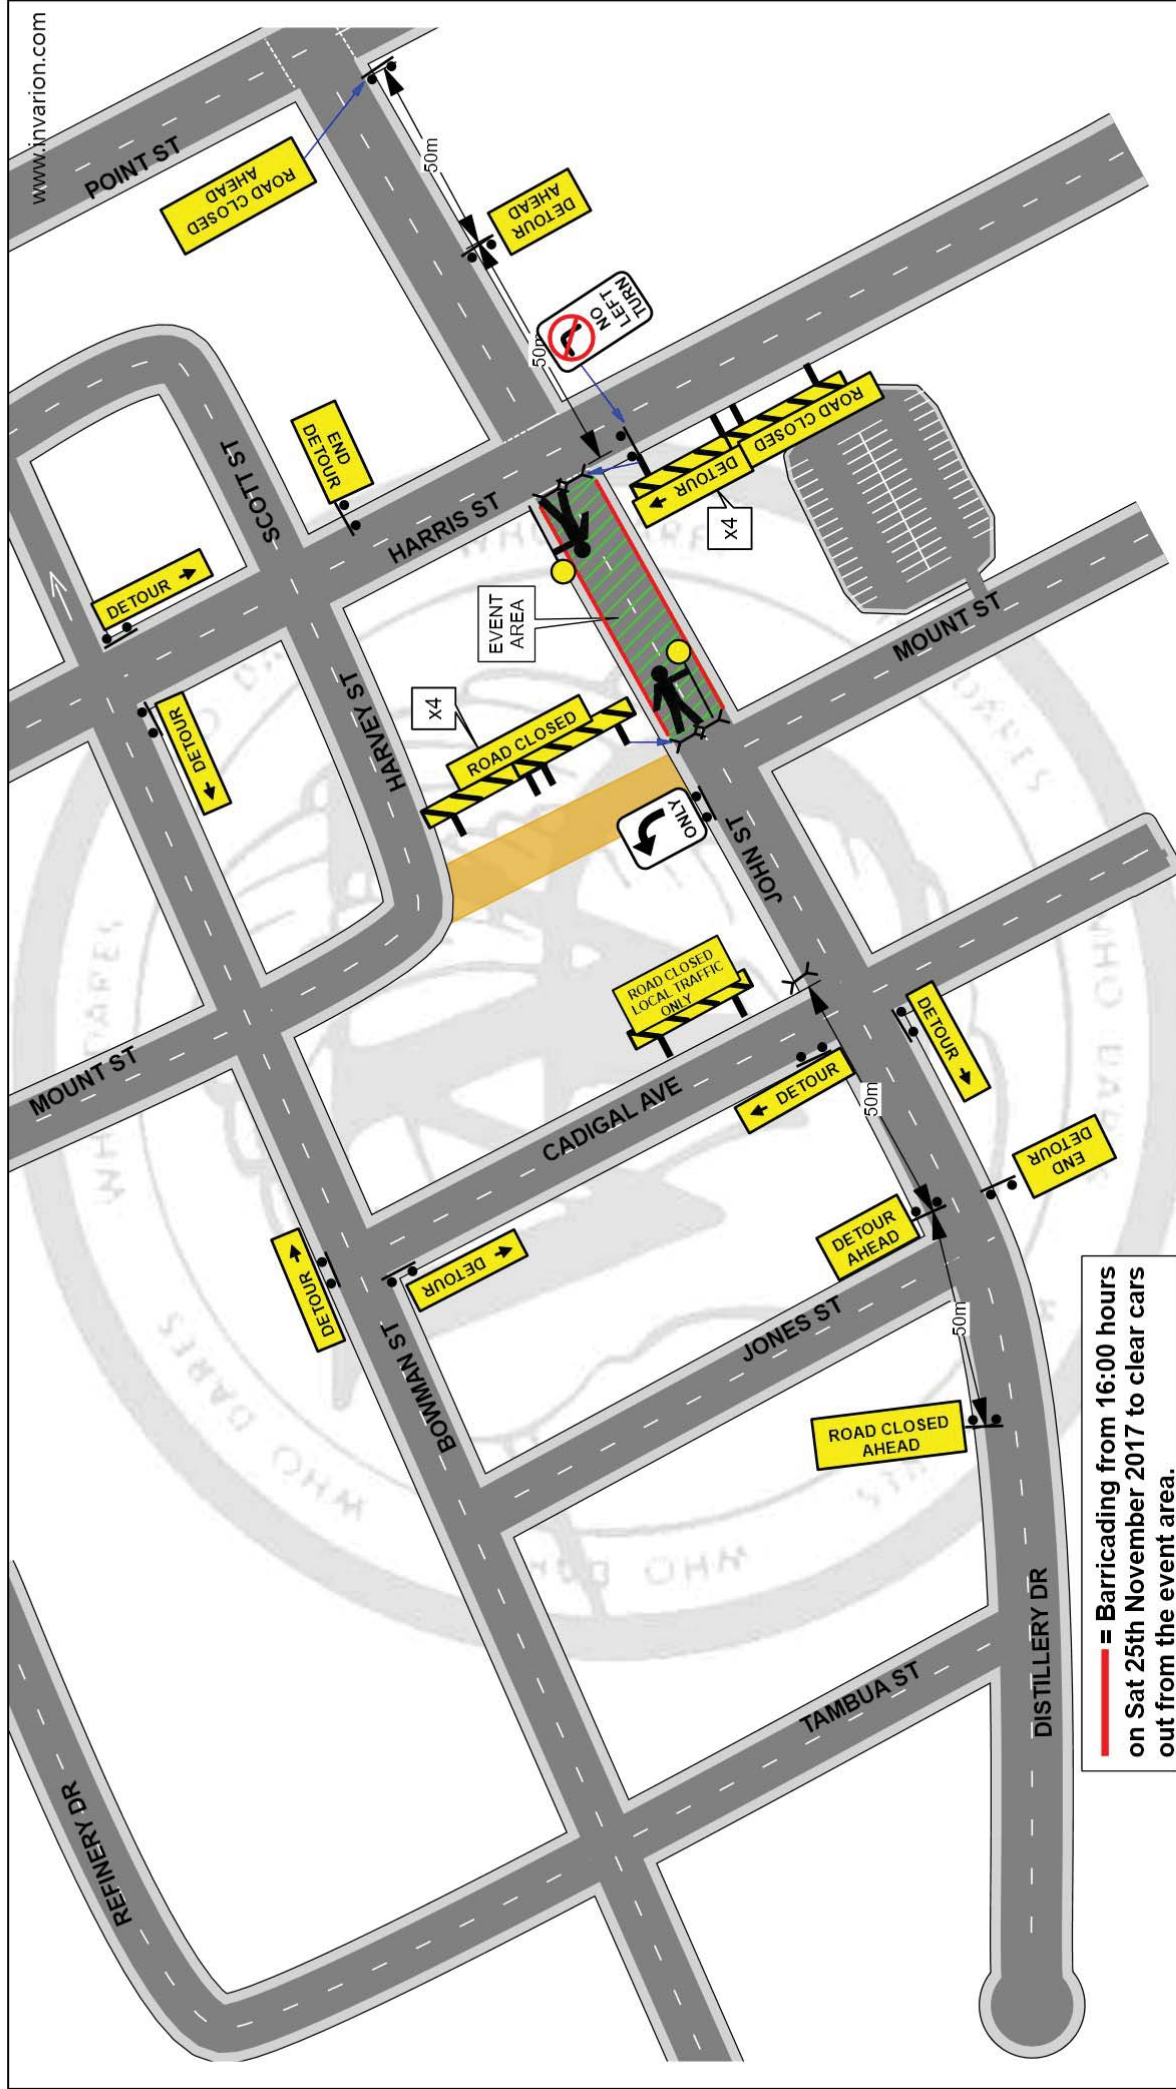 www.invarion.com
POINT ST
ROAD CLOSED
AHEAD
50m
DETOUR
AHEAD
50m
NO
LEFT
TURN
SCOTT ST
END
DETOUR
HARRIS ST
DETOUR
DETOUR
ROAD CLOSED
DETOUR
x4
EVENT
AREA
MOUNT ST
HARVEY ST
x4
ROAD CLOSED
ONLY
JOHN ST
MOUNT ST
ROAD CLOSED
LOCAL TRAFFIC
ONLY
DETOUR
CADIGAL AVE
DETOUR
50m
END
DETOUR
DETOUR
AHEAD
DETOUR
DETOUR
BOWMAN ST
JONES ST
50m
ROAD CLOSED
AHEAD
TAMBUA ST
DISTILLERY DR
REFINERY DR
= Barricading from 16:00 hours
on Sat 25th November 2017 to clear cars
out from the event area.
WHO DARES
WHO DARES